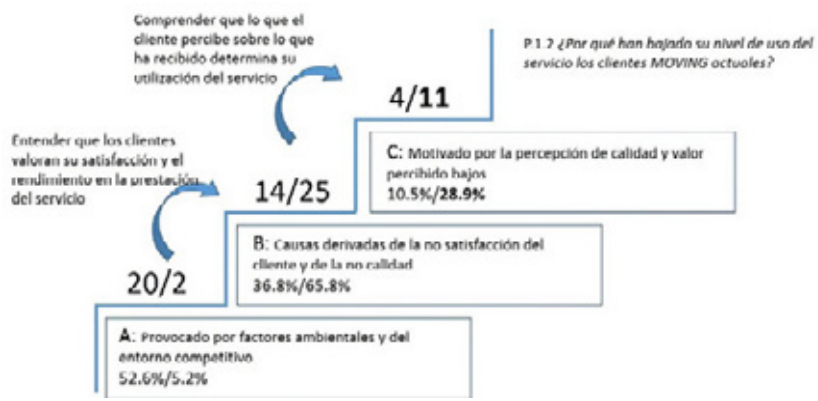 Comprender que lo que el
cliente percibe sobre lo que
ha recibido determina su
utilización del servicio
P.1.2 ¿Por qué han bajado su nivel de uso del
servicio los clientes MOVING actuales?
4/11
Entender que los clientes
valoran su satisfacción y el
rendimiento en la prestación
del servicio
C: Motivado por la percepción de calidad y valor
percibido bajos
10.5%/28.9%
14/25
B: Causas derivadas de la no satisfacción del
cliente y de la no calidad
36.8%/65.8%
20/2
A: Provocado por factores ambientales y del
entorno competitivo
52.6%/5.2%